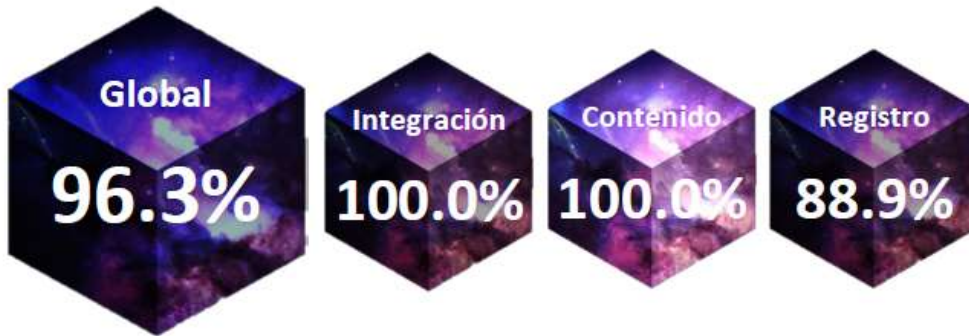 Global
96.3%
Integración
100.0%
Contenido
100.0%
Registro
88.9%